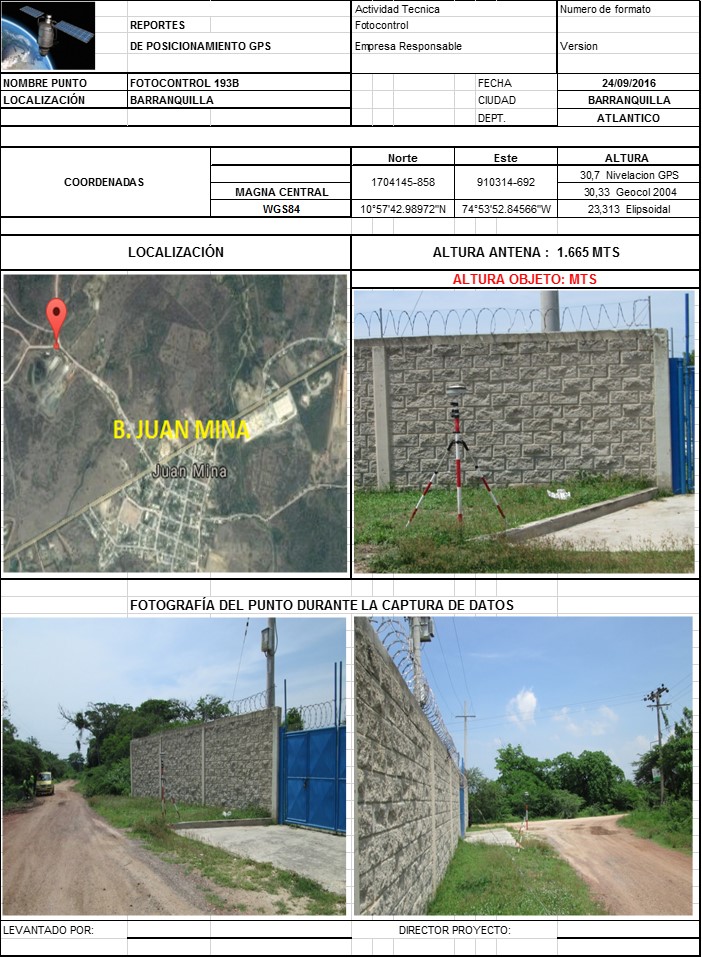 Actividad Tecnica Numero de formato
REPORTES Fotocontrol
DE POSICIONAMIENTO GPS Empresa Responsable Version
NOMBRE PUNTO FOTOCONTROL 193B FECHA 24/09/2016
LOCALIZACIÓN BARRANQUILLA CIUDAD BARRANQUILLA
DEPT. ATLANTICO
Norte Este ALTURA
COORDENADAS 1704145-858 910314-692 30,7 Nivelacion GPS
MAGNA CENTRAL 30,33 Geocol 2004
WGS84 10°57'42.98972"N 74°53'52.84566"W 23,313 Elipsoidal
LOCALIZACIÓN ALTURA ANTENA : 1.665 MTS
ALTURA OBJETO: MTS
B. JUAN MINA
Juan Mina
FOTOGRAFÍA DEL PUNTO DURANTE LA CAPTURA DE DATOS
LEVANTADO POR: DIRECTOR PROYECTO: